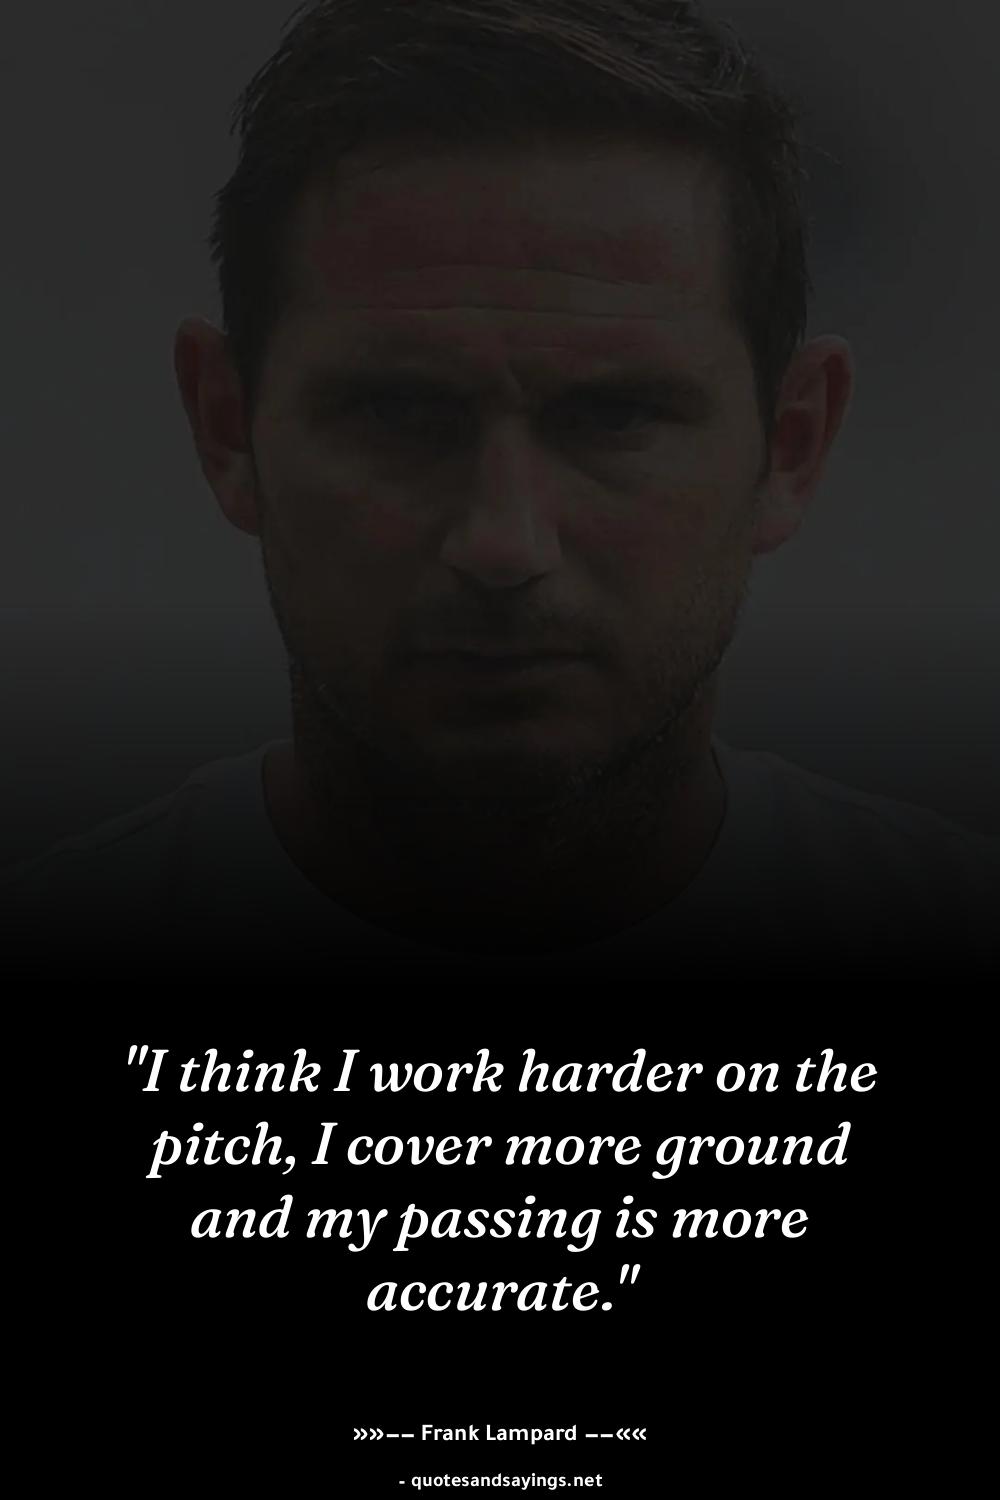 "I think I work harder on the
pitch, I cover more ground
and my passing is more
accurate."
»»–– Frank Lampard ––««
- quotesandsayings.net